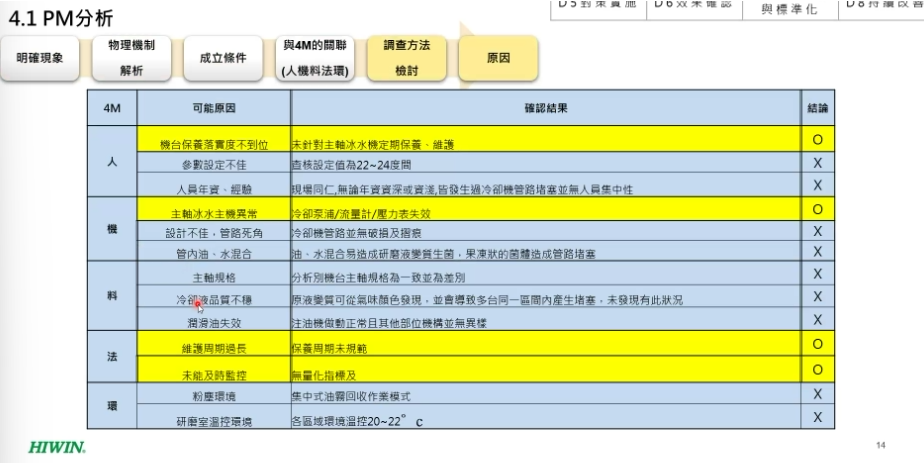 4.1 PM分析
D5對策實施
D6效果確認
與標準化
D8持續改善
明確現象
物理機制
解析
成立條件
與4M的關聯
(人機料法環)
調查方法
檢討
原因
4M 可能原因 確認結果 結論
人
機台保養落實度不到位 未針對主軸冰水機定期保養、維護 O
參數設定不佳 查核設定值為22~24度間 X
人員年資、經驗 現場同仁,無論年資資深或資淺,皆發生過冷卻機管路堵塞並無人員集中性 X
機
主軸冰水主機異常 冷卻泵浦/流量計/壓力表失效 O
設計不佳，管路死角 冷卻機管路並無破損及摺痕 X
管內油、水混合 油、水混合易造成研磨液變質生菌，果凍狀的菌體造成管路堵塞 X
料
主軸規格 分析別機台主軸規格為一致並為差別 X
冷卻液品質不穩 原液變質可從氣味顏色發現，並會導致多台同一區間內產生堵塞，未發現有此狀況 X
潤滑油失效 注油機做動正常且其他部位機構並無異樣 X
法
維護周期過長 保養周期未規範 O
未能及時監控 無量化指標及 O
環
粉塵環境 集中式油霧回收作業模式 X
研磨室溫控環境 各區域環境溫控20~22°c X
HIWIN.
14